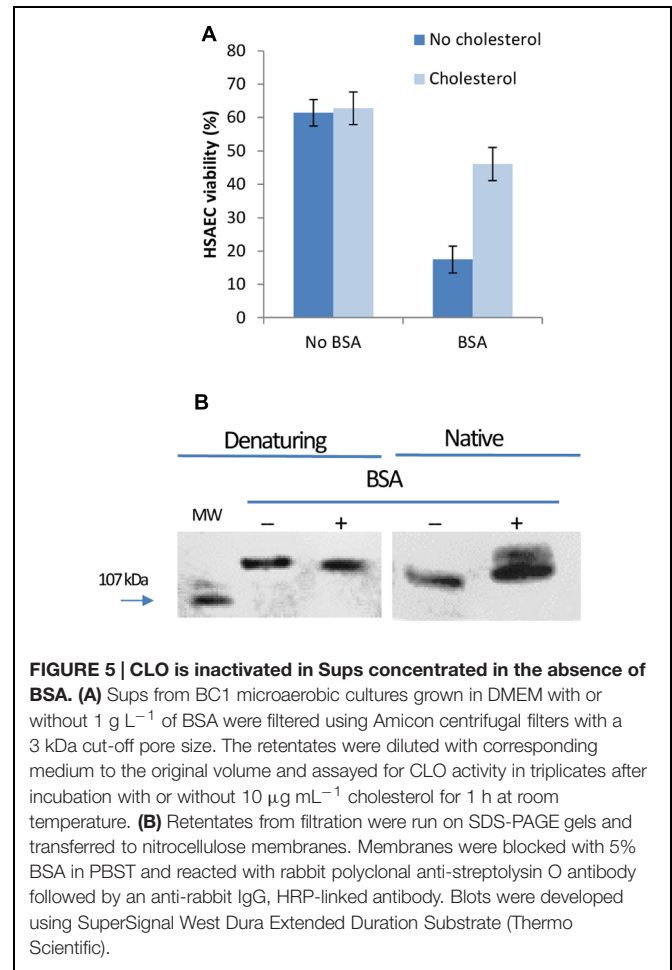 A
No cholesterol
Cholesterol
HSAEC viability (%)
80
70
60
50
40
30
20
10
0
No BSA
BSA
B
Denaturing
Native
BSA
MW
–
+
–
+
107 kDa
FIGURE 5 | CLO is inactivated in Sups concentrated in the absence of
BSA. (A) Sups from BC1 microaerobic cultures grown in DMEM with or
without 1 g L−1 of BSA were filtered using Amicon centrifugal filters with a
3 kDa cut-off pore size. The retentates were diluted with corresponding
medium to the original volume and assayed for CLO activity in triplicates after
incubation with or without 10 μg mL−1 cholesterol for 1 h at room
temperature. (B) Retentates from filtration were run on SDS-PAGE gels and
transferred to nitrocellulose membranes. Membranes were blocked with 5%
BSA in PBST and reacted with rabbit polyclonal anti-streptolysin O antibody
followed by an anti-rabbit IgG, HRP-linked antibody. Blots were developed
using SuperSignal West Dura Extended Duration Substrate (Thermo
Scientific).